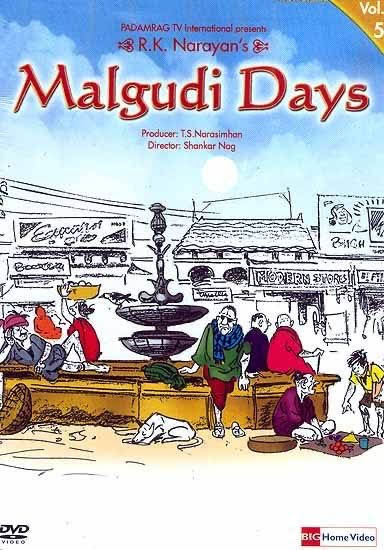 Vol.
5
PADAMRAG TV International presents
R.K. Narayan's
Malgudi Days
Producer: T.S.Narasimhan
Director: Shankar Nag
MODERN STORES
DVD
VIDEO
BIG Home Video